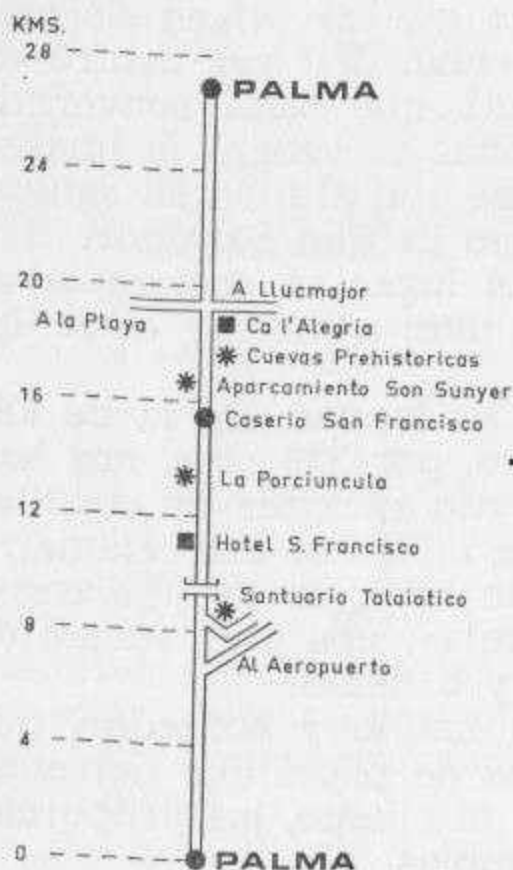 KMS.
28
PALMA
24
20
A Llucmajor
A la Playa
Ca l'Alegria
Cuevas Prehistoricas
16
Aparcamiento Son Sunyer
Caserio San Francisco
La Porciuncula
12
Hotel S. Francisco
Santuario Talaiatico
8
Al Aeropuerto
4
0
PALMA